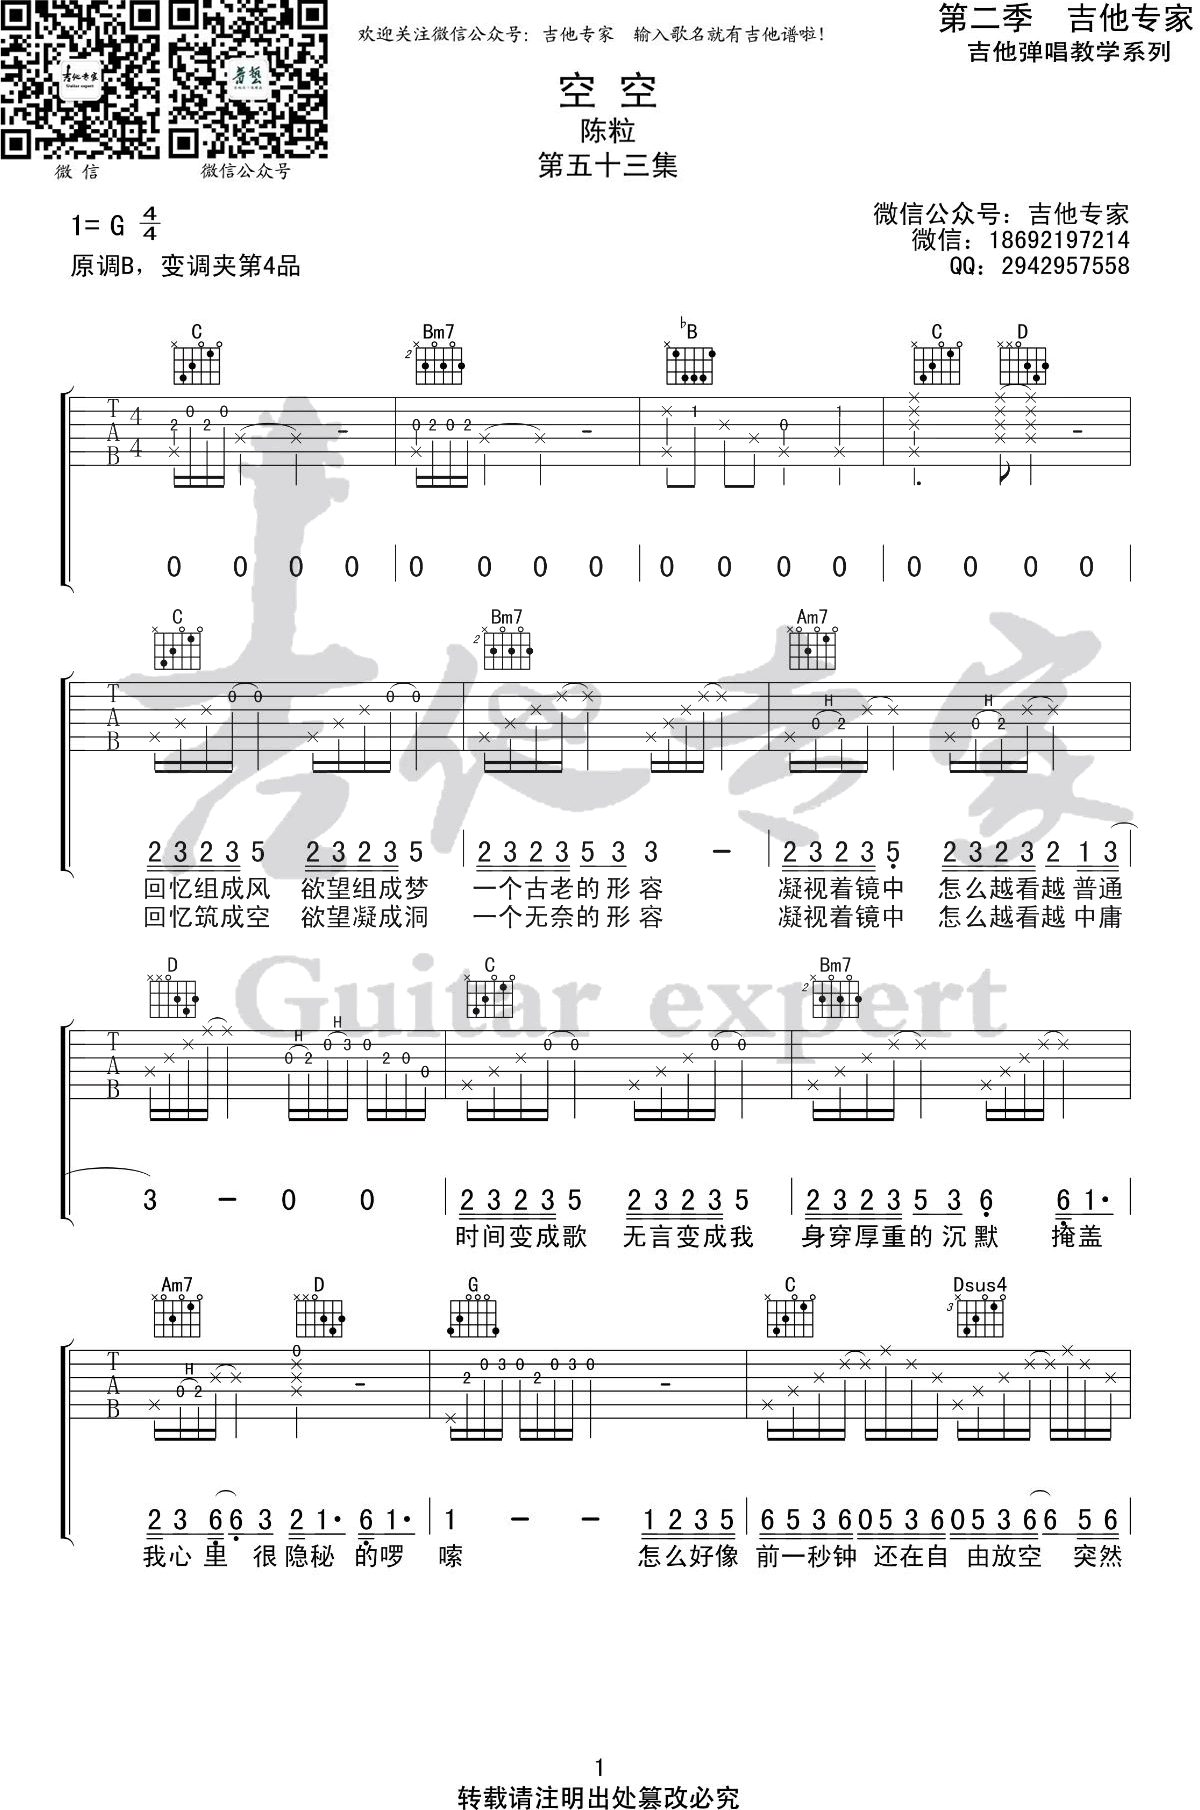 欢迎关注微信公众号：吉他专家　输入歌名就有吉他谱啦！
第二季　吉他专家
吉他弹唱教学系列
吉他专家
Guitar expert
微 信
微信公众号
空 空
陈粒
第五十三集
1= G 4/4
原调B，变调夹第4品
微信公众号：吉他专家
微信：18692197214
QQ：2942957558
C Bm7 ♭B C D
0 0 0 0 0 0 0 0 0 0 0 0 0 0 0 0
C Bm7 Am7
2 3 2 3 5 2 3 2 3 5 2 3 2 3 5 3 3 － 2 3 2 3 5 2 3 2 3 2 1 3
回忆组成风 欲望组成梦 一个古老的形容 凝视着镜中 怎么越看越普通
回忆筑成空 欲望凝成洞 一个无奈的形容 凝视着镜中 怎么越看越中庸
吉他专家
Guitar expert
D C Bm7
3 － 0 0 2 3 2 3 5 2 3 2 3 5 2 3 2 3 5 3 6 6 1·
时间变成歌 无言变成我 身穿厚重的沉默 掩盖
Am7 D G C Dsus4
2 3 6 6 3 2 1· 6 1· 1 － － 1 2 3 5 6 5 3 6 0 5 3 6 0 5 3 6 6 5 6
我心里 很隐秘 的啰 嗦 怎么好像 前一秒钟 还在自 由放空 突然
1
转载请注明出处篡改必究